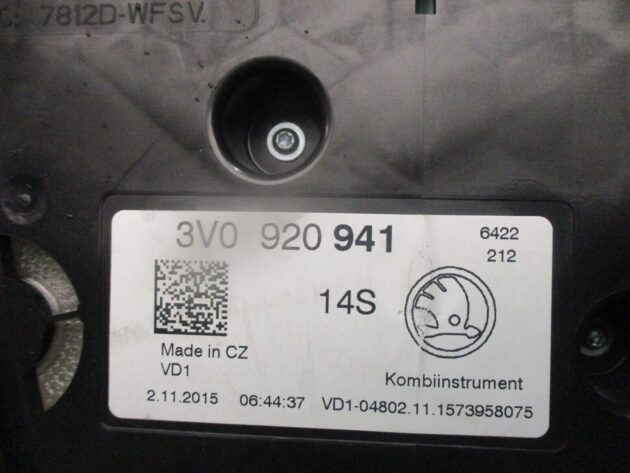 7812D-WFSV.
3V0 920 941
6422
212
14S
Made in CZ
VD1
Kombiinstrument
2.11.2015 06:44:37 VD1-04802.11.1573958075